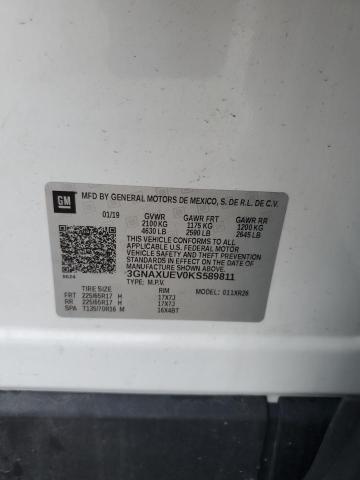 GM
MFD BY GENERAL MOTORS DE MEXICO, S. DE R.L. DE C.V.
01/19 GVWR GAWR FRT GAWR RR
2100 KG 1175 KG 1200 KG
4630 LB 2590 LB 2645 LB
THIS VEHICLE CONFORMS TO ALL
APPLICABLE U.S. FEDERAL MOTOR
VEHICLE SAFETY, BUMPER, AND
THEFT PREVENTION STANDARDS IN
EFFECT ON THE DATE OF
MANUFACTURE SHOWN ABOVE.
3GNAXUEV0KS589811
TYPE: M.P.V.
TIRE SIZE RIM MODEL: 011XR26
FRT 225/65R17 H 17X7J
RR 225/65R17 H 17X7J
SPA T135/70R16 M 16X4BT